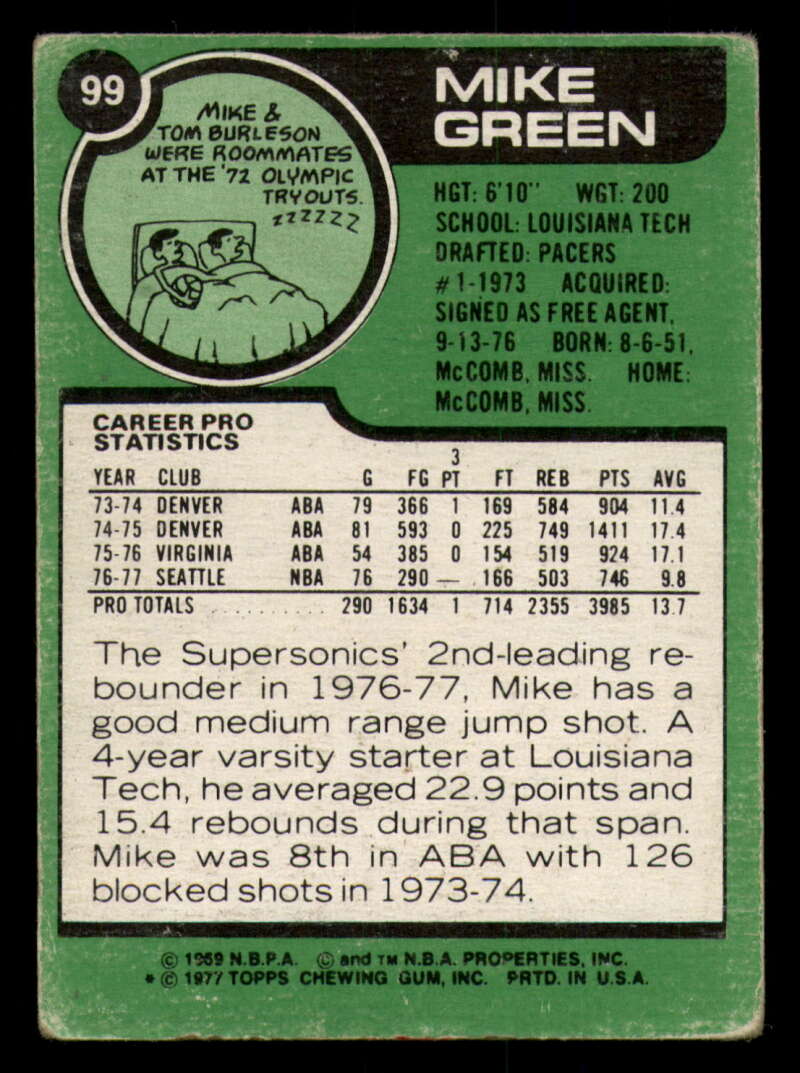 99
MIKE &
TOM BURLESON
WERE ROOMMATES
AT THE '72 OLYMPIC
TRYOUTS.
ZZZZZZ
MIKE
GREEN
HGT: 6'10" WGT: 200
SCHOOL: LOUISIANA TECH
DRAFTED: PACERS
#1-1973 ACQUIRED:
SIGNED AS FREE AGENT,
9-13-76 BORN: 8-6-51,
McCOMB, MISS. HOME:
McCOMB, MISS.
CAREER PRO
STATISTICS
YEAR CLUB G FG 3 PT FT REB PTS AVG
73-74 DENVER ABA 79 366 1 169 584 904 11.4
74-75 DENVER ABA 81 593 0 225 749 1411 17.4
75-76 VIRGINIA ABA 54 385 0 154 519 924 17.1
76-77 SEATTLE NBA 76 290 — 166 503 746 9.8
PRO TOTALS .......... 290 1634 1 714 2355 3985 13.7
The Supersonics' 2nd-leading re-
bounder in 1976-77, Mike has a
good medium range jump shot. A
4-year varsity starter at Louisiana
Tech, he averaged 22.9 points and
15.4 rebounds during that span.
Mike was 8th in ABA with 126
blocked shots in 1973-74.
© 1969 N.B.P.A. © and TM N.B.A. PROPERTIES, INC.
* © 1977 TOPPS CHEWING GUM, INC. PRTD. IN U.S.A.